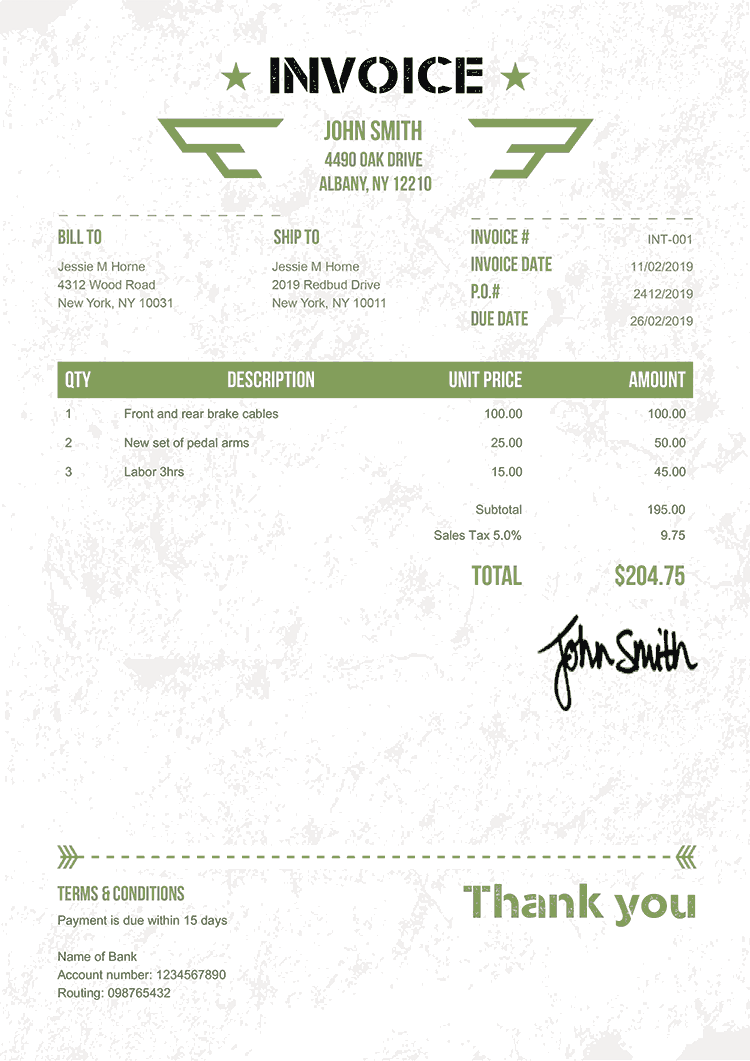 INVOICE
JOHN SMITH
4490 OAK DRIVE
ALBANY, NY 12210
BILL TO
Jessie M Horne
4312 Wood Road
New York, NY 10031
SHIP TO
Jessie M Horne
2019 Redbud Drive
New York, NY 10011
INVOICE # INT-001
INVOICE DATE 11/02/2019
P.O.# 2412/2019
DUE DATE 26/02/2019
QTY DESCRIPTION UNIT PRICE AMOUNT
1 Front and rear brake cables 100.00 100.00
2 New set of pedal arms 25.00 50.00
3 Labor 3hrs 15.00 45.00
Subtotal 195.00
Sales Tax 5.0% 9.75
TOTAL $204.75
John Smith
TERMS & CONDITIONS
Payment is due within 15 days
Name of Bank
Account number: 1234567890
Routing: 098765432
Thank you